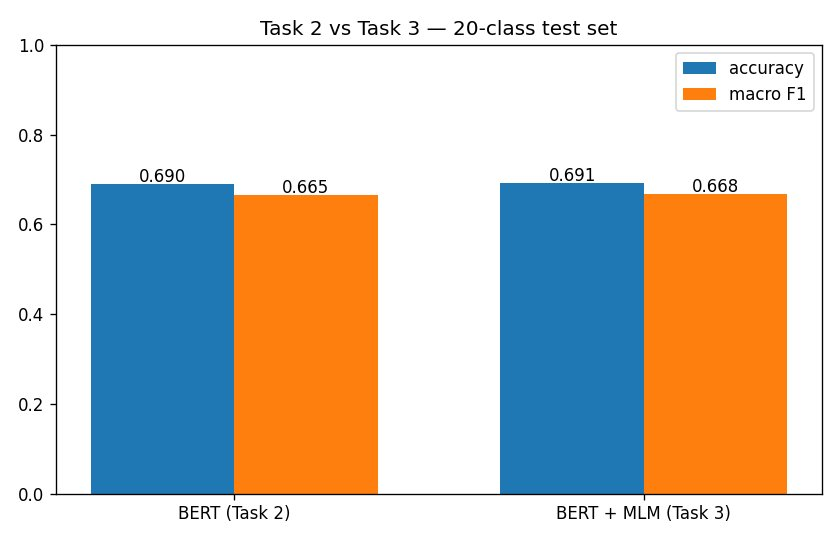 Task 2 vs Task 3 — 20-class test set
accuracy
macro F1
1.0
0.8
0.6
0.4
0.2
0.0
0.690
0.665
0.691
0.668
BERT (Task 2)
BERT + MLM (Task 3)